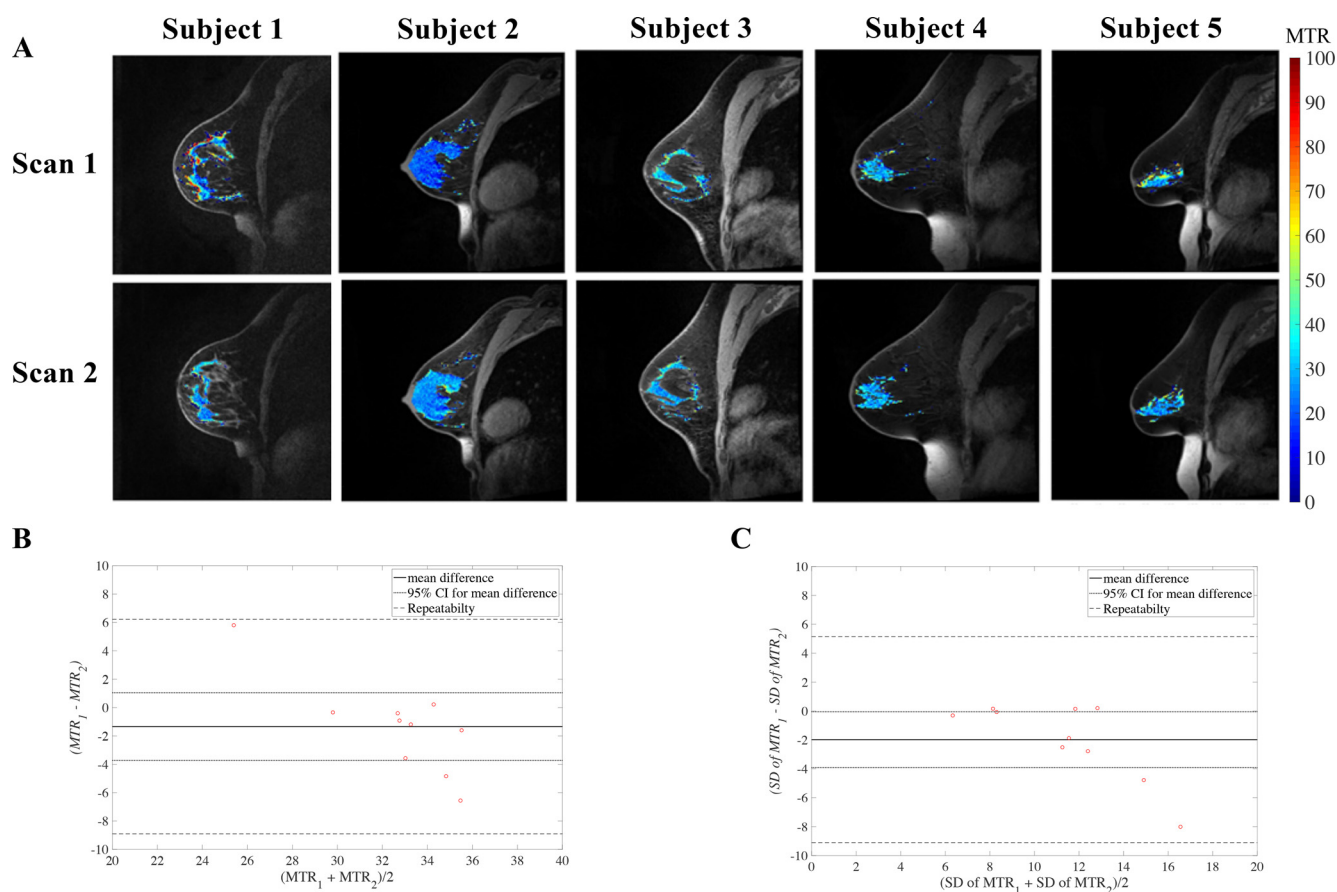 Subject 1 Subject 2 Subject 3 Subject 4 Subject 5
A
MTR
Scan 1
Scan 2
100
90
80
70
60
50
40
30
20
10
0
B
10
8
6
4
2
0
-2
-4
-6
-8
-10
(MTR1 - MTR2)
mean difference
95% CI for mean difference
Repeatabilty
20 22 24 26 28 30 32 34 36 38 40
(MTR1 + MTR2)/2
C
10
8
6
4
2
0
-2
-4
-6
-8
-10
(SD of MTR1 - SD of MTR2)
mean difference
95% CI for mean difference
Repeatabilty
0 2 4 6 8 10 12 14 16 18 20
(SD of MTR1 + SD of MTR2)/2